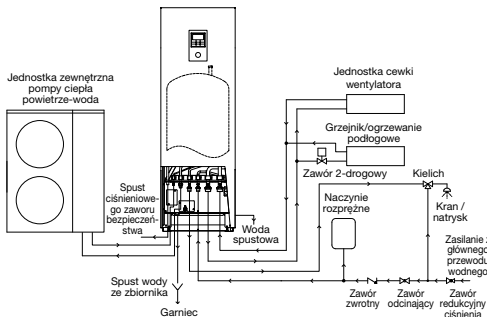 Jednostka zewnętrzna
pompy ciepła
powietrze-woda
Jednostka cewki
wentylatora
Grzejnik/ogrzewanie
podłogowe
Zawór 2-drogowy
Kielich
Kran /
natrysk
Spust
ciśnieniowe-
go zaworu
bezpieczeń-
stwa
Woda
spustowa
Naczynie
rozprężne
Zasilanie z
głównego
przewodu
wodnego
Spust wody
ze zbiornika
Garniec
Zawór
zwrotny
Zawór
odcinający
Zawór
redukcyjny
ciśnienia